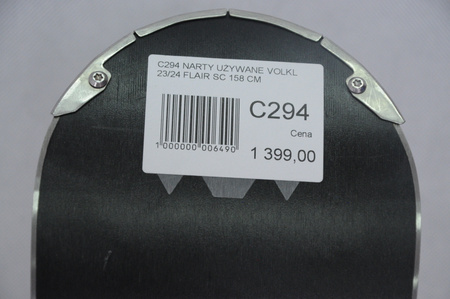 C294 NARTY UŻYWANE VOLKL
23/24 FLAIR SC 158 CM
C294
Cena
1 000000 006490
1 399,00